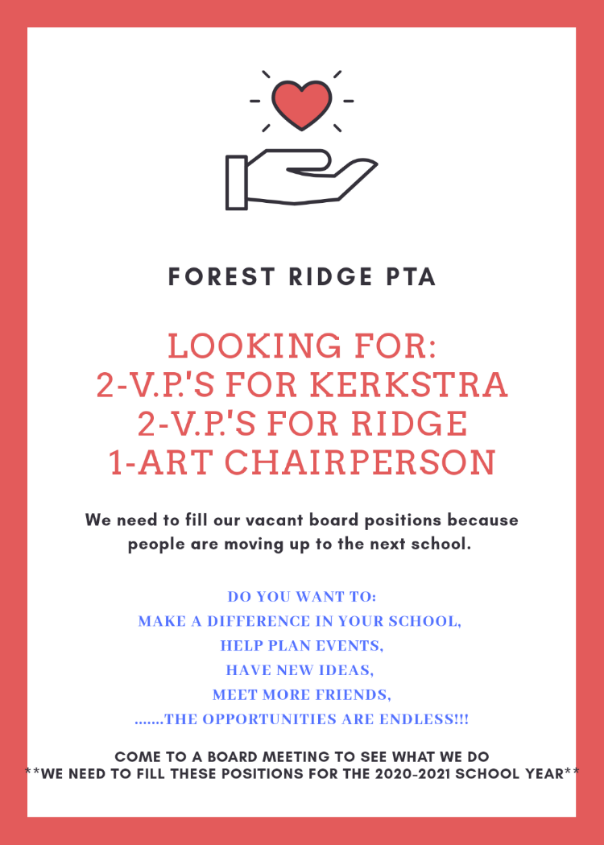 FOREST RIDGE PTA
LOOKING FOR:
2-V.P.'S FOR KERKSTRA
2-V.P.'S FOR RIDGE
1-ART CHAIRPERSON
We need to fill our vacant board positions because
people are moving up to the next school.
DO YOU WANT TO:
MAKE A DIFFERENCE IN YOUR SCHOOL,
HELP PLAN EVENTS,
HAVE NEW IDEAS,
MEET MORE FRIENDS,
.......THE OPPORTUNITIES ARE ENDLESS!!!
COME TO A BOARD MEETING TO SEE WHAT WE DO
**WE NEED TO FILL THESE POSITIONS FOR THE 2020-2021 SCHOOL YEAR**